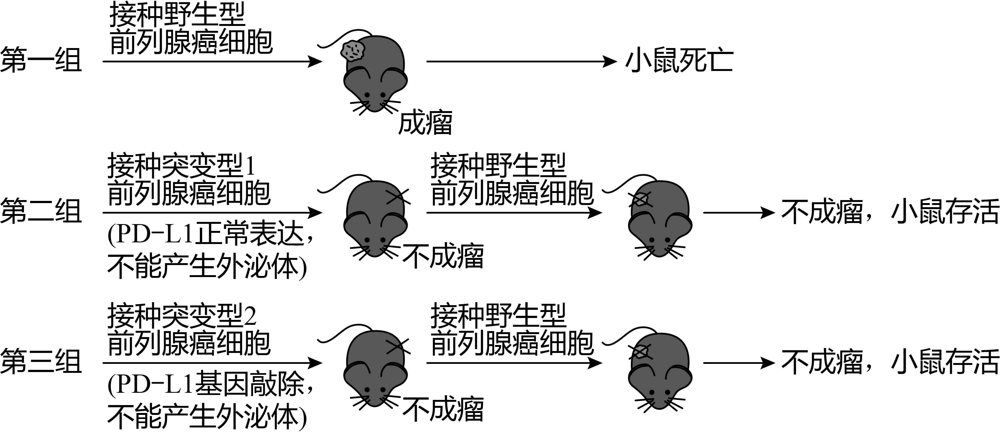 第一组
接种野生型
前列腺癌细胞
成瘤
小鼠死亡
第二组
接种突变型1
前列腺癌细胞
(PD-L1正常表达，
不能产生外泌体)
不成瘤
接种野生型
前列腺癌细胞
不成瘤，小鼠存活
第三组
接种突变型2
前列腺癌细胞
(PD-L1基因敲除，
不能产生外泌体)
不成瘤
接种野生型
前列腺癌细胞
不成瘤，小鼠存活